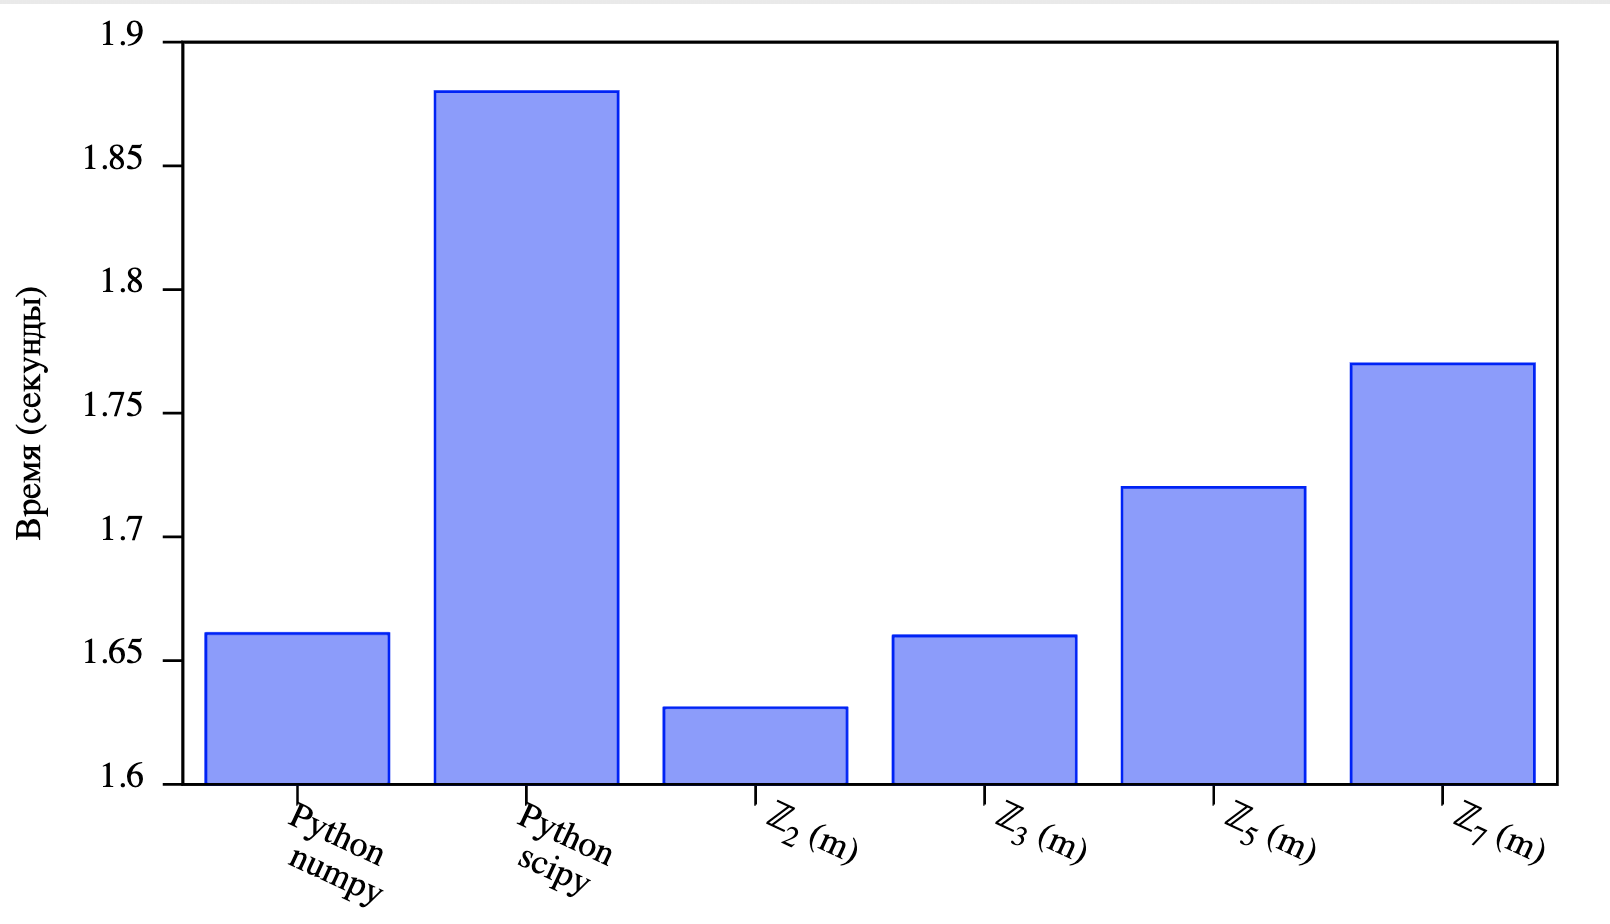 1.9
1.85
1.8
1.75
1.7
1.65
1.6
Время (секунды)
Python
numpy
Python
scipy
ℤ₂ (m)
ℤ₃ (m)
ℤ₅ (m)
ℤ₇ (m)